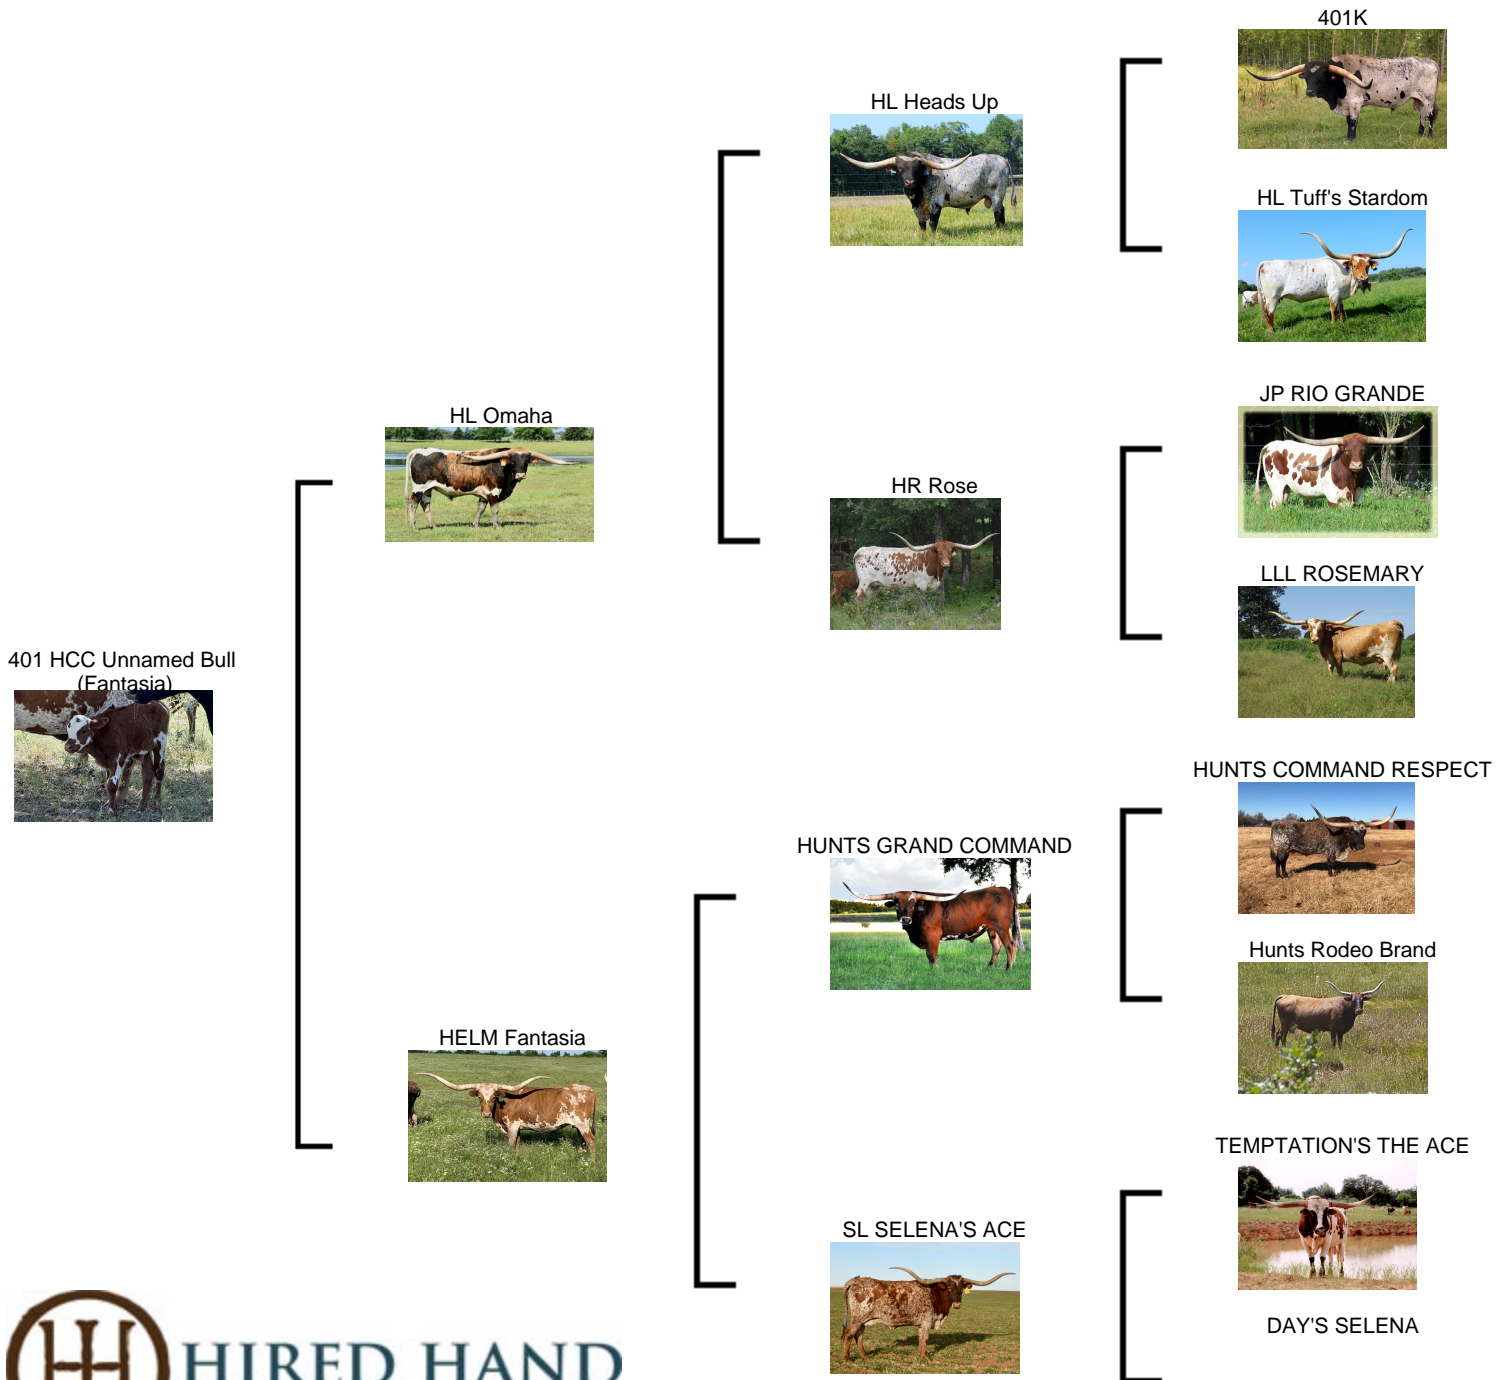 401K
HL Heads Up
HL Tuff's Stardom
JP RIO GRANDE
HL Omaha
HR Rose
LLL ROSEMARY
401 HCC Unnamed Bull
(Fantasia)
HUNTS COMMAND RESPECT
HUNTS GRAND COMMAND
Hunts Rodeo Brand
HELM Fantasia
TEMPTATION'S THE ACE
SL SELENA'S ACE
DAY'S SELENA
HIRED HAND